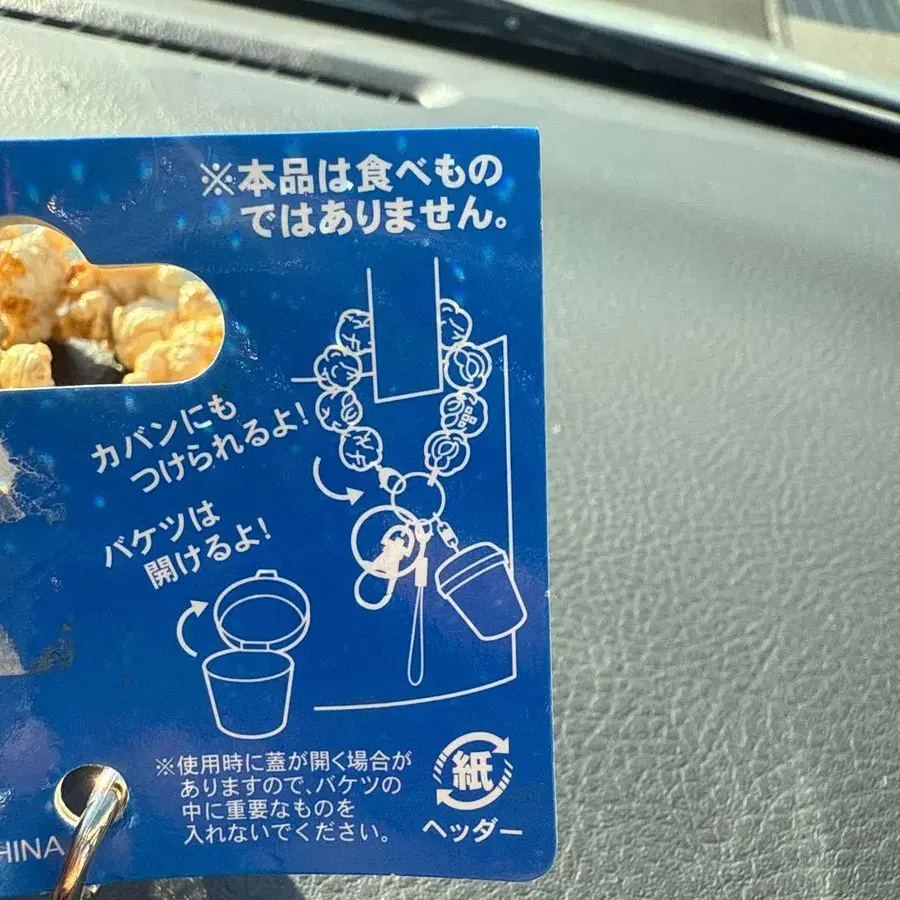 ※本品は食べもの
ではありません。
カバンにも
つけられるよ!
バケツは
開けるよ!
※使用時に蓋が開く場合が
ありますので、バケツの
中に重要なものを
入れないでください。
紙
ヘッダー
HINA